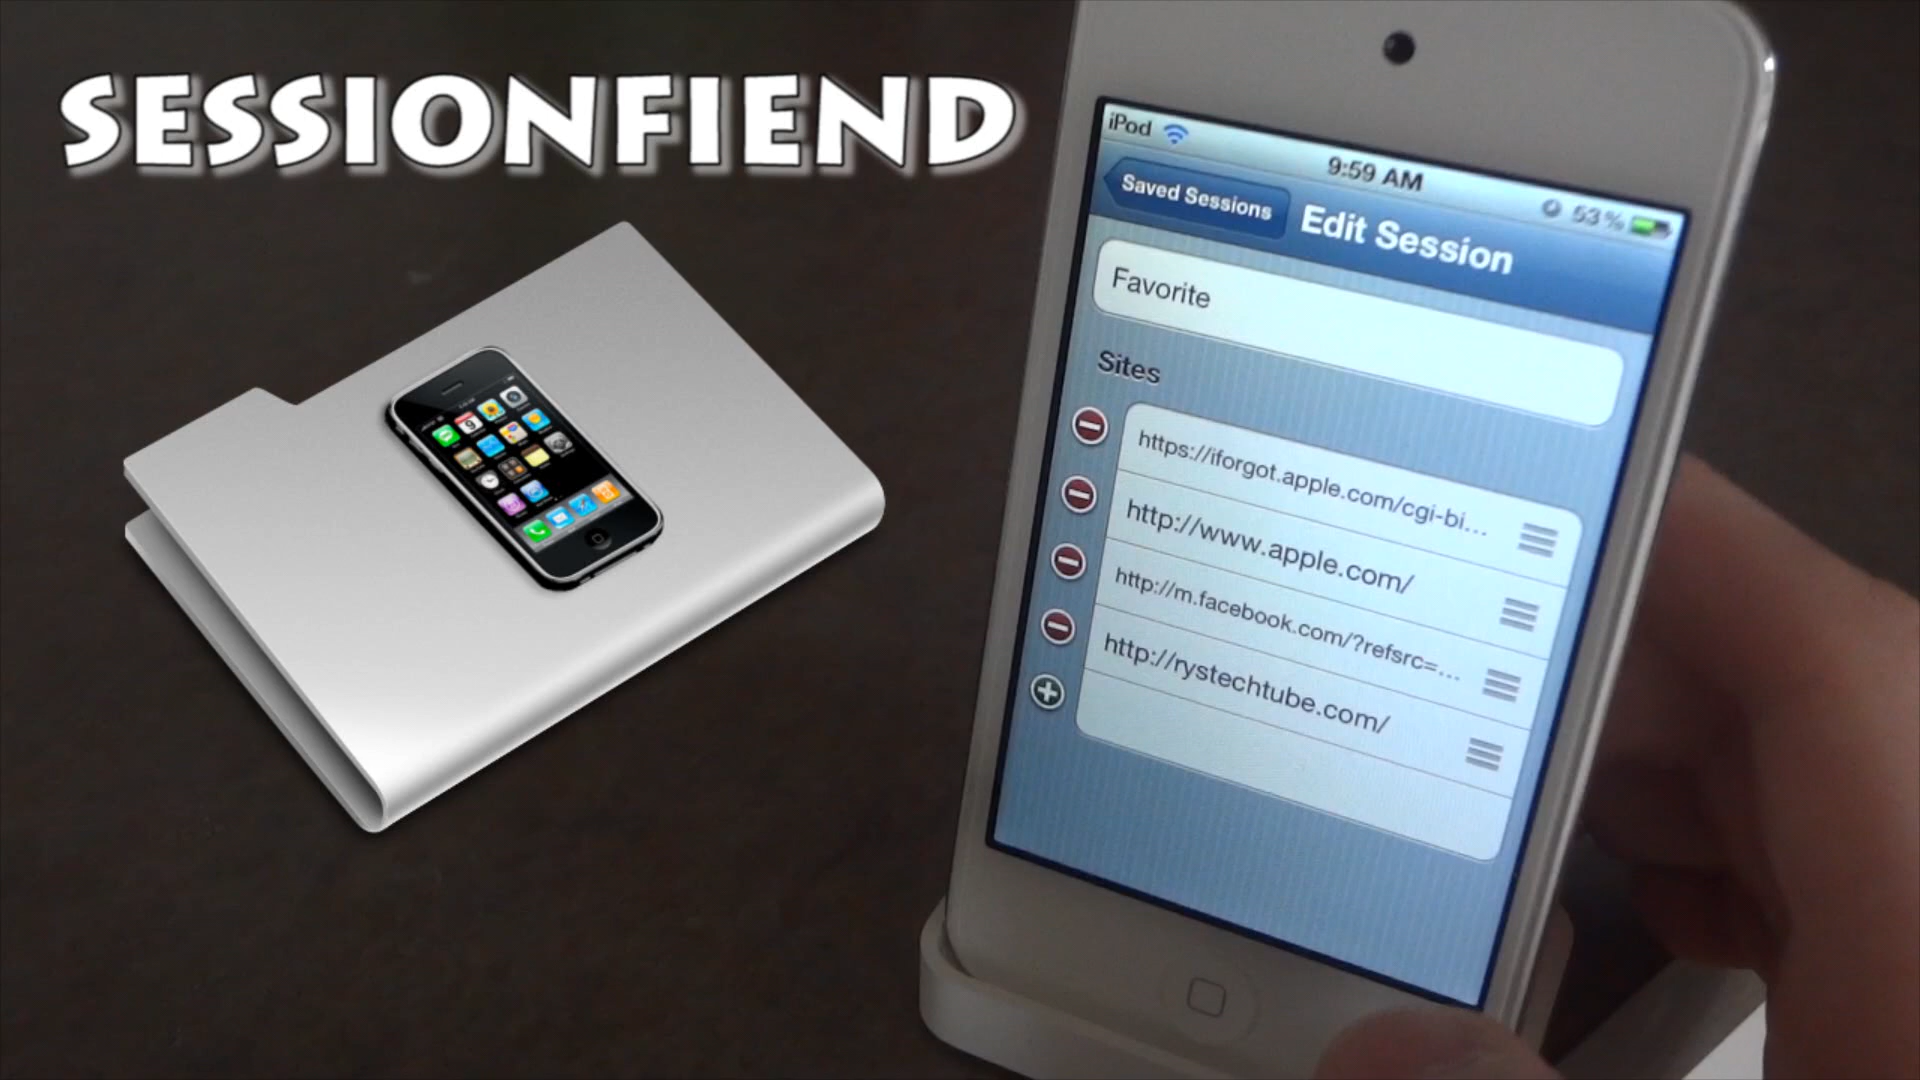 SESSIONFIEND
iPod
9:59 AM
53%
Saved Sessions
Edit Session
Favorite
Sites
https://iforgot.apple.com/cgi-bi...
http://www.apple.com/
http://m.facebook.com/?refsrc=...
http://rystechtube.com/
9